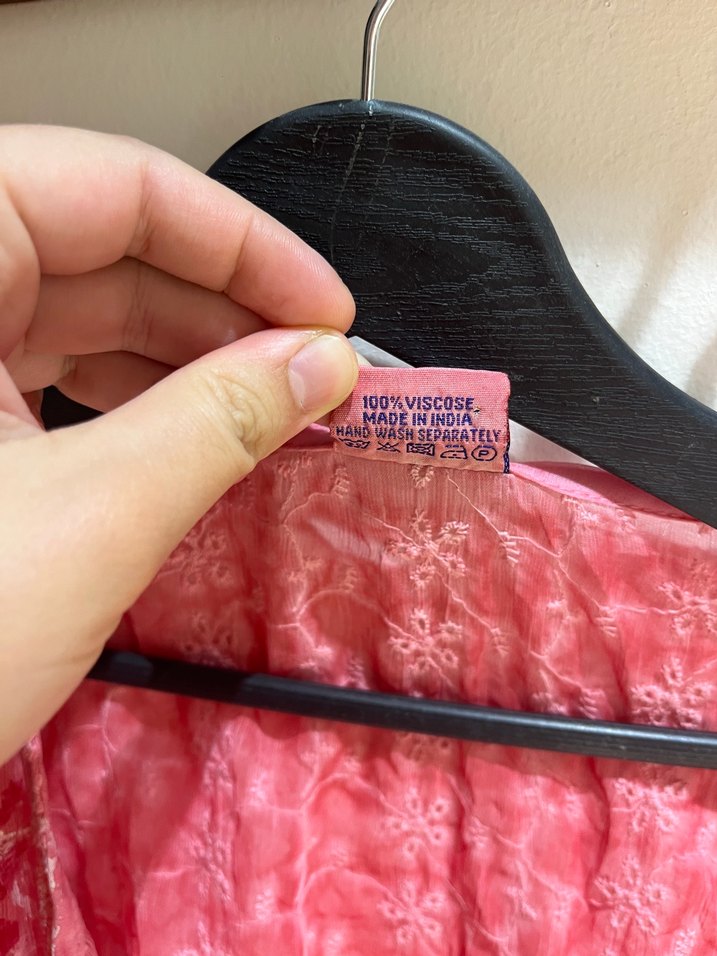 100% VISCOSE
MADE IN INDIA
HAND WASH SEPARATELY
P